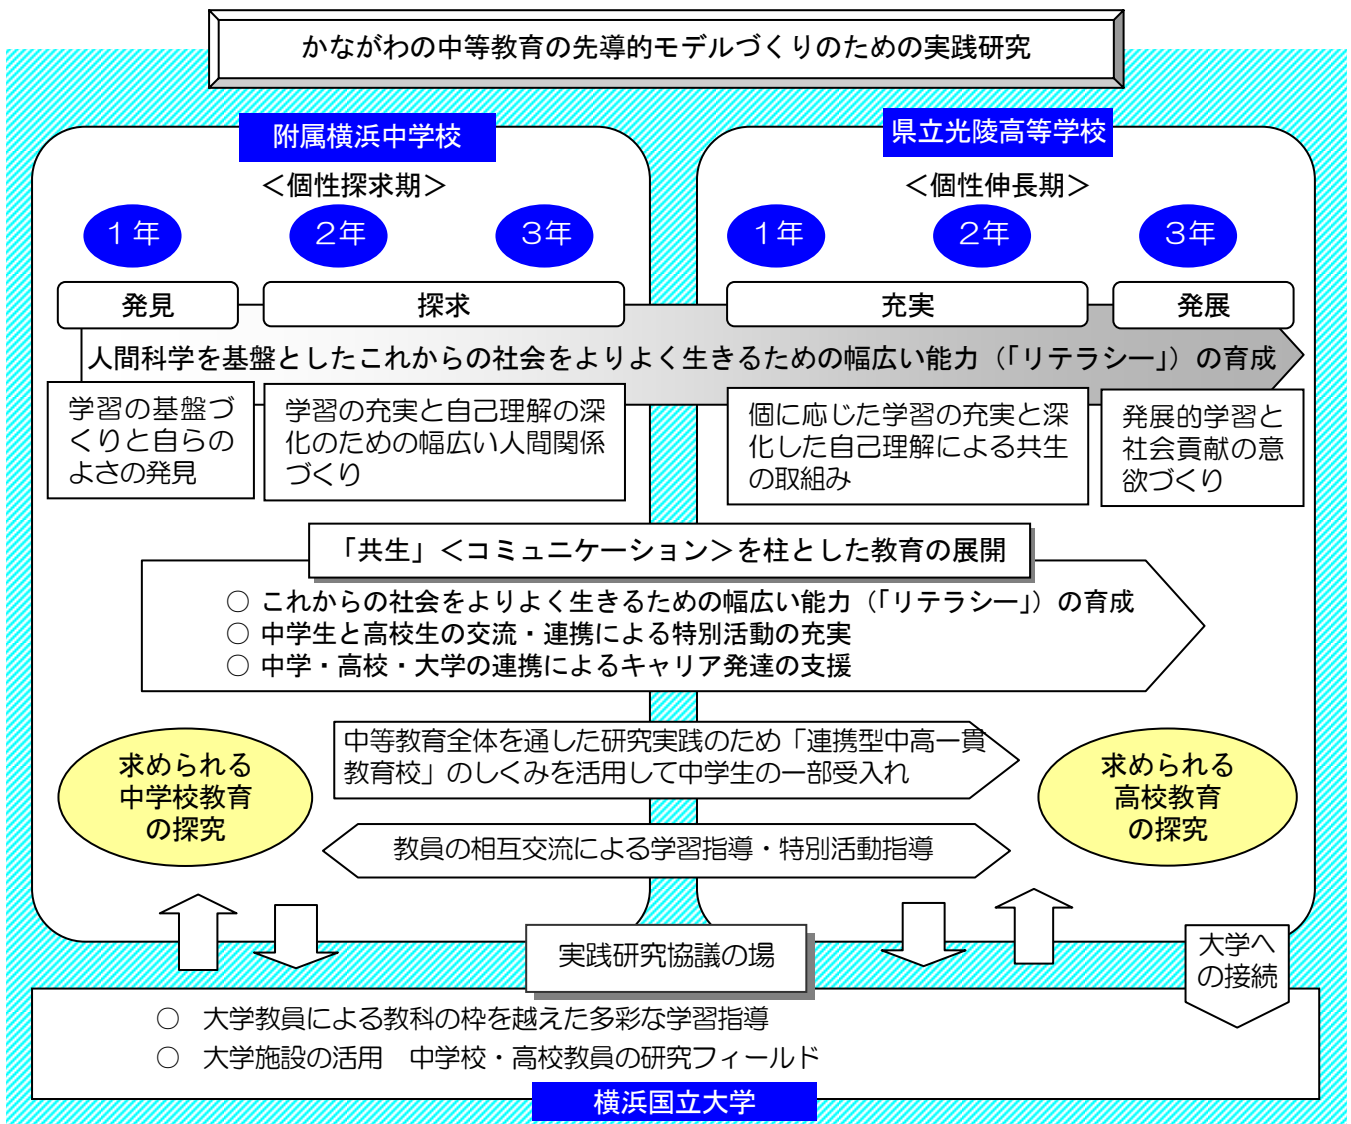 かながわの中等教育の先導的モデルづくりのための実践研究
附属横浜中学校
＜個性探求期＞
１年
２年
３年
発見
探求
県立光陵高等学校
＜個性伸長期＞
１年
２年
３年
充実
発展
人間科学を基盤としたこれからの社会をよりよく生きるための幅広い能力（「リテラシー」）の育成
学習の基盤づ
くりと自らの
よさの発見
学習の充実と自己理解の深
化のための幅広い人間関係
づくり
個に応じた学習の充実と深
化した自己理解による共生
の取組み
発展的学習と
社会貢献の意
欲づくり
「共生」＜コミュニケーション＞を柱とした教育の展開
○ これからの社会をよりよく生きるための幅広い能力（「リテラシー」）の育成
○ 中学生と高校生の交流・連携による特別活動の充実
○ 中学・高校・大学の連携によるキャリア発達の支援
求められる
中学校教育
の探究
中等教育全体を通した研究実践のため「連携型中高一貫
教育校」のしくみを活用して中学生の一部受入れ
教員の相互交流による学習指導・特別活動指導
求められる
高校教育
の探究
実践研究協議の場
大学へ
の接続
○　大学教員による教科の枠を越えた多彩な学習指導
○　大学施設の活用　中学校・高校教員の研究フィールド
横浜国立大学